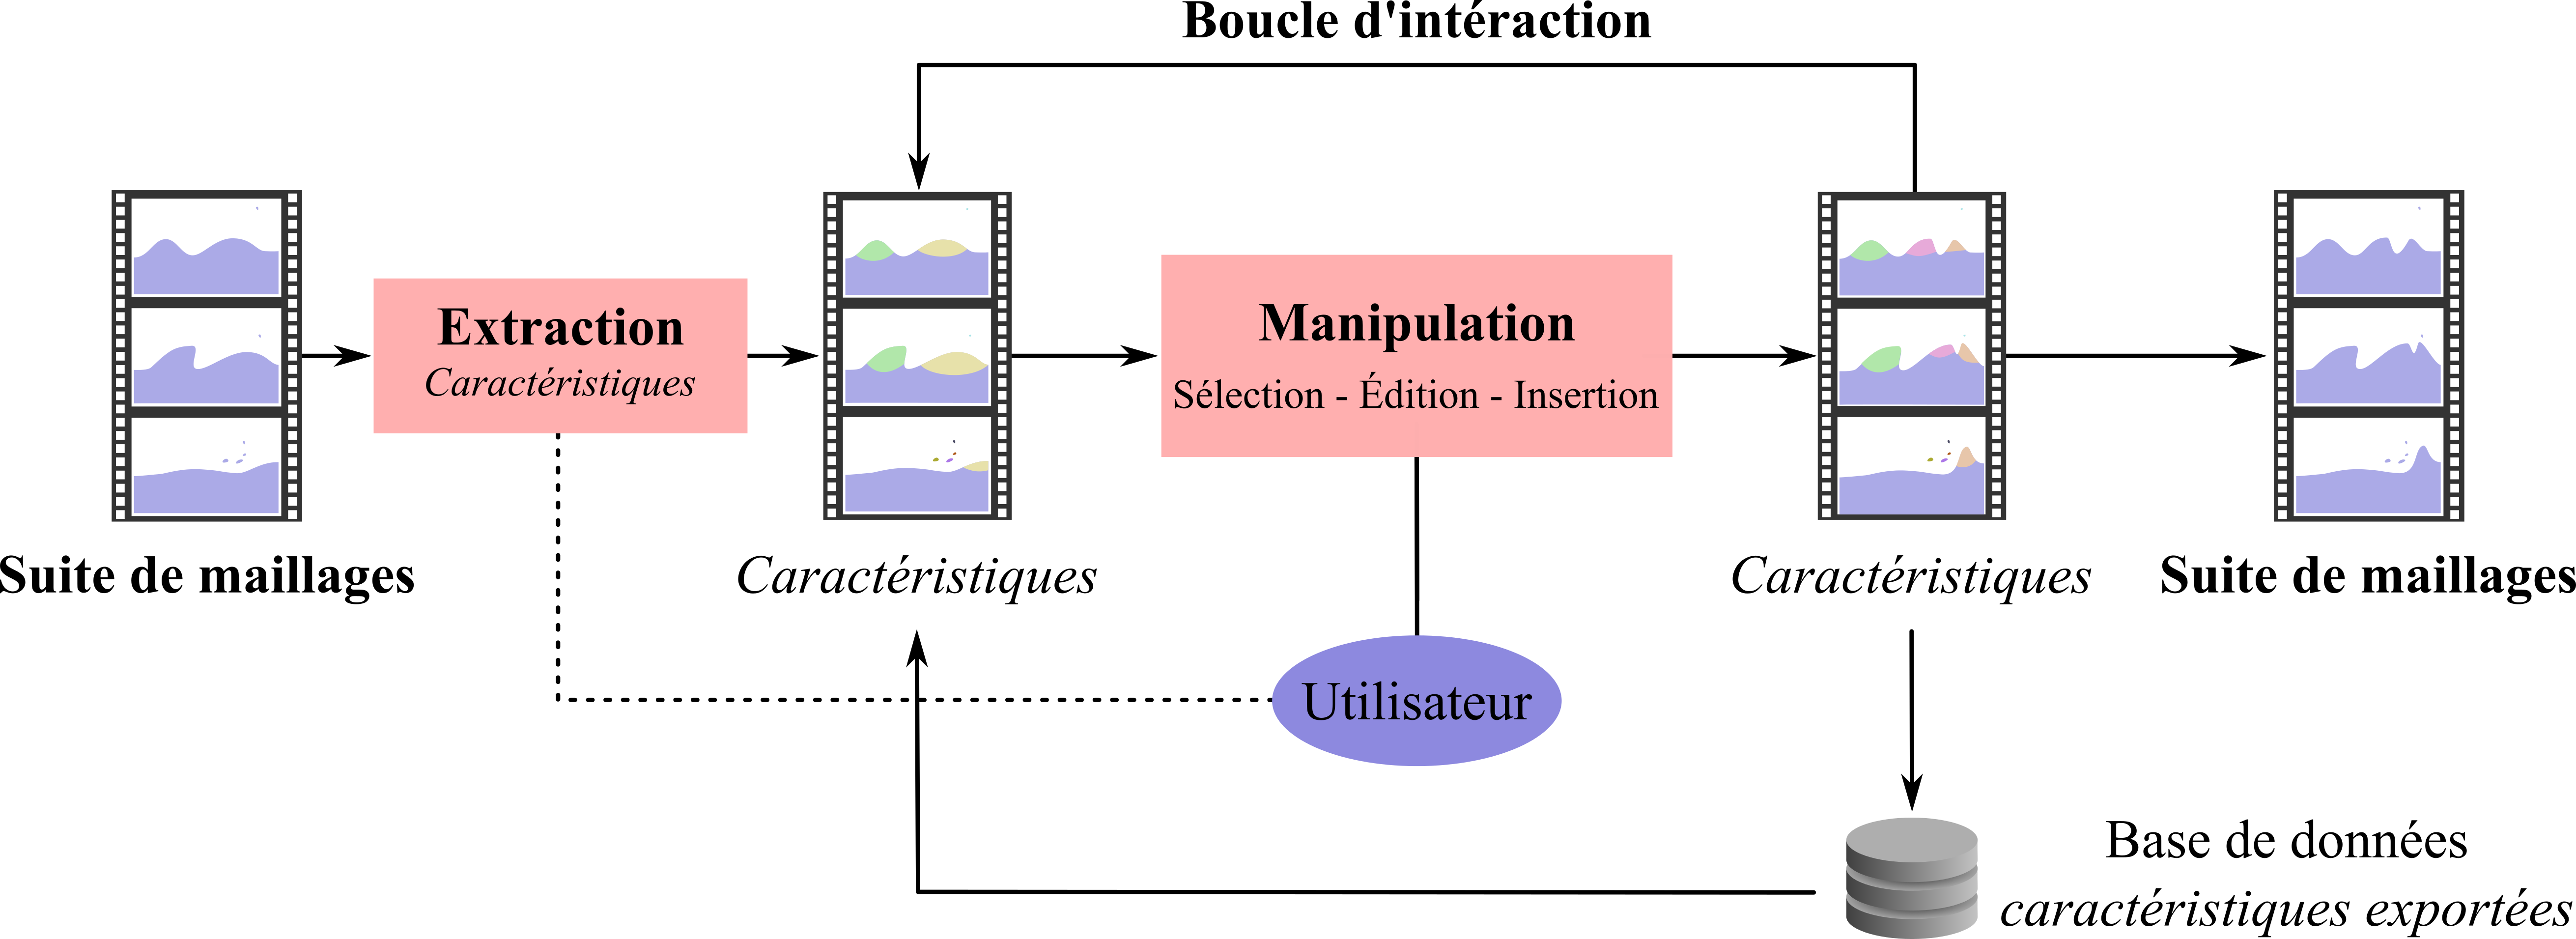 Boucle d'intéraction
Extraction
Caractéristiques
Manipulation
Sélection - Édition - Insertion
Suite de maillages
Caractéristiques
Caractéristiques
Suite de maillages
Utilisateur
Base de données
caractéristiques exportées